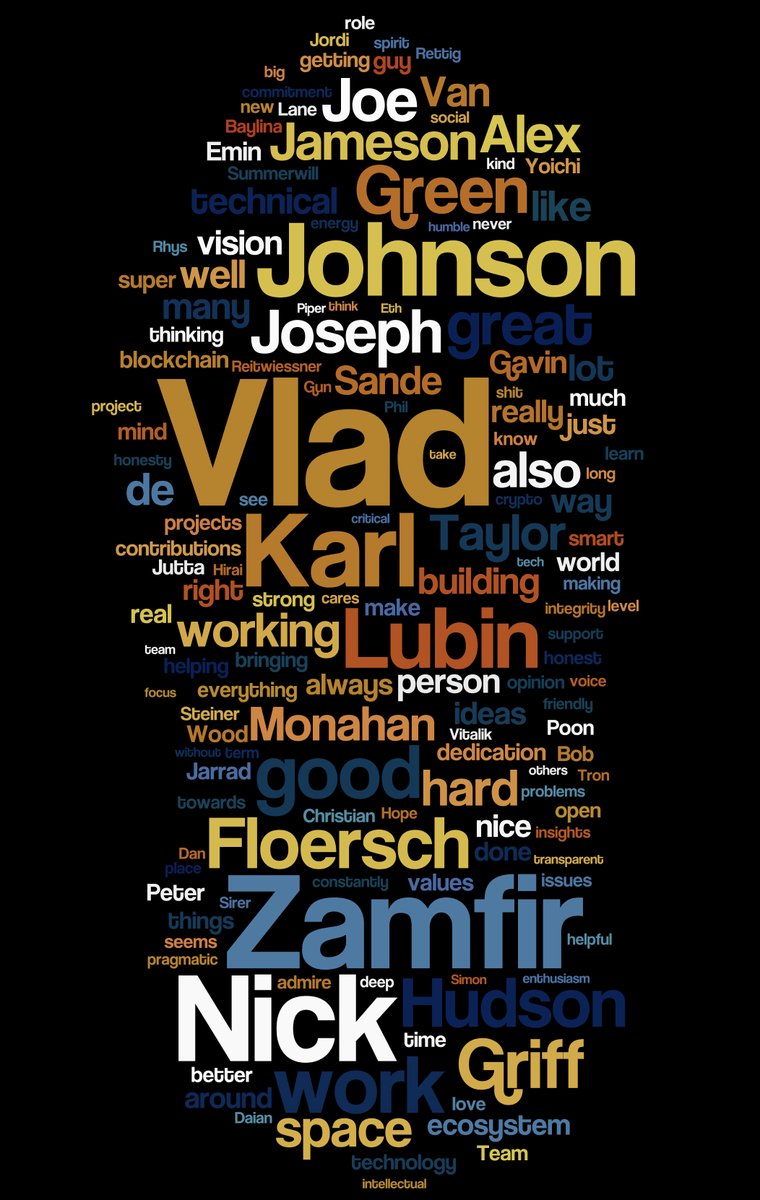 role
Jordi spirit
getting guy Rettig
big
commitment
new Lane Joe Van
Baylina social
Emin Jameson Alex
kind Yoichi
Summerwill
technical Green like
energy humble never
Rhys vision Johnson
super well
many Piper think Eth
thinking Joseph great
blockchain Reitwiessner Gavin lot
Gun Sande shit much
project Vlad Phil really just
mind know
honesty take also learn
long
de see crypto way
projects Karl critical Taylor smart
contributions
Jutta Hirai tech world
right building making
strong cares make integrity level
real working Lubin support
team
helping bringing honest
focus everything always person opinion voice
Steiner ideas friendly
Wood Monahan Vitalik Poon
without term dedication Bob
Jarrad good others Tron
hard problems
towards Christian Hope open
Floersch nice insights
Dan done transparent
place constantly values issues
Peter Sirer Zamfir
things
seems helpful
pragmatic
Nick admire deep Simon enthusiasm
Hudson
time Griff
better work
around love
Daian space ecosystem
technology Team
intellectual